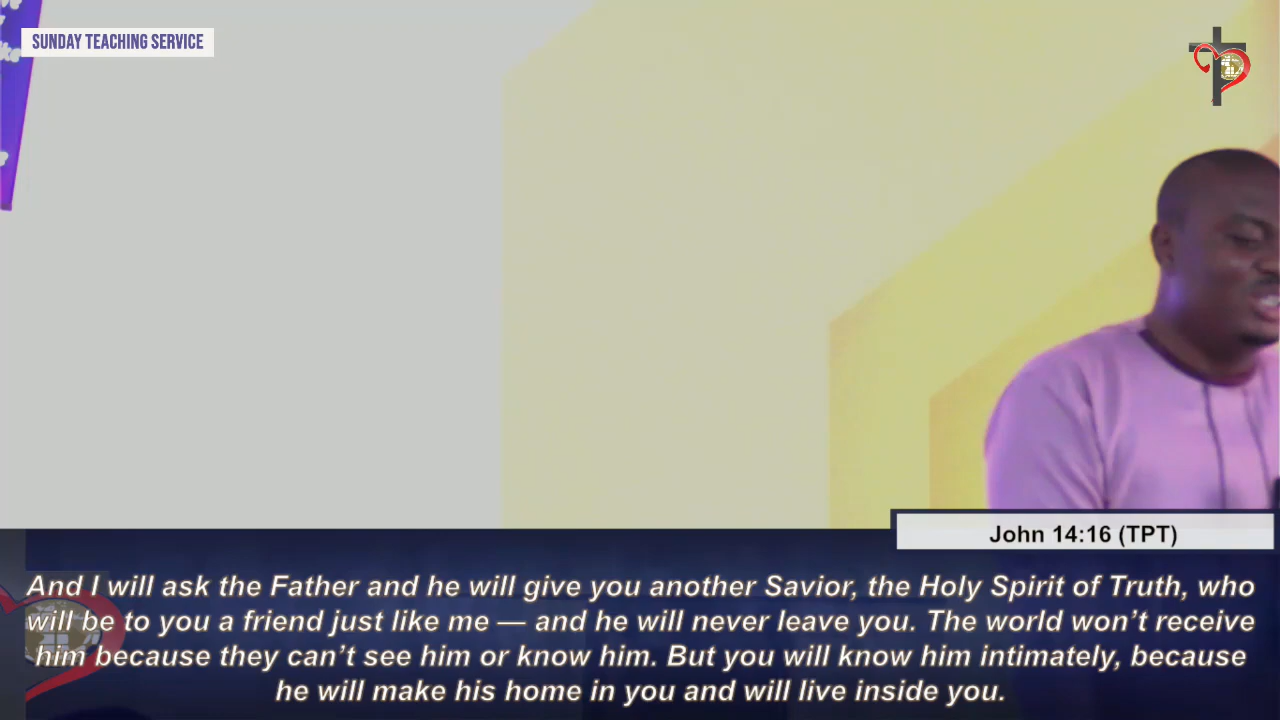 SUNDAY TEACHING SERVICE
John 14:16 (TPT)
And I will ask the Father and he will give you another Savior, the Holy Spirit of Truth, who
will be to you a friend just like me — and he will never leave you. The world won’t receive
him because they can’t see him or know him. But you will know him intimately, because
he will make his home in you and will live inside you.